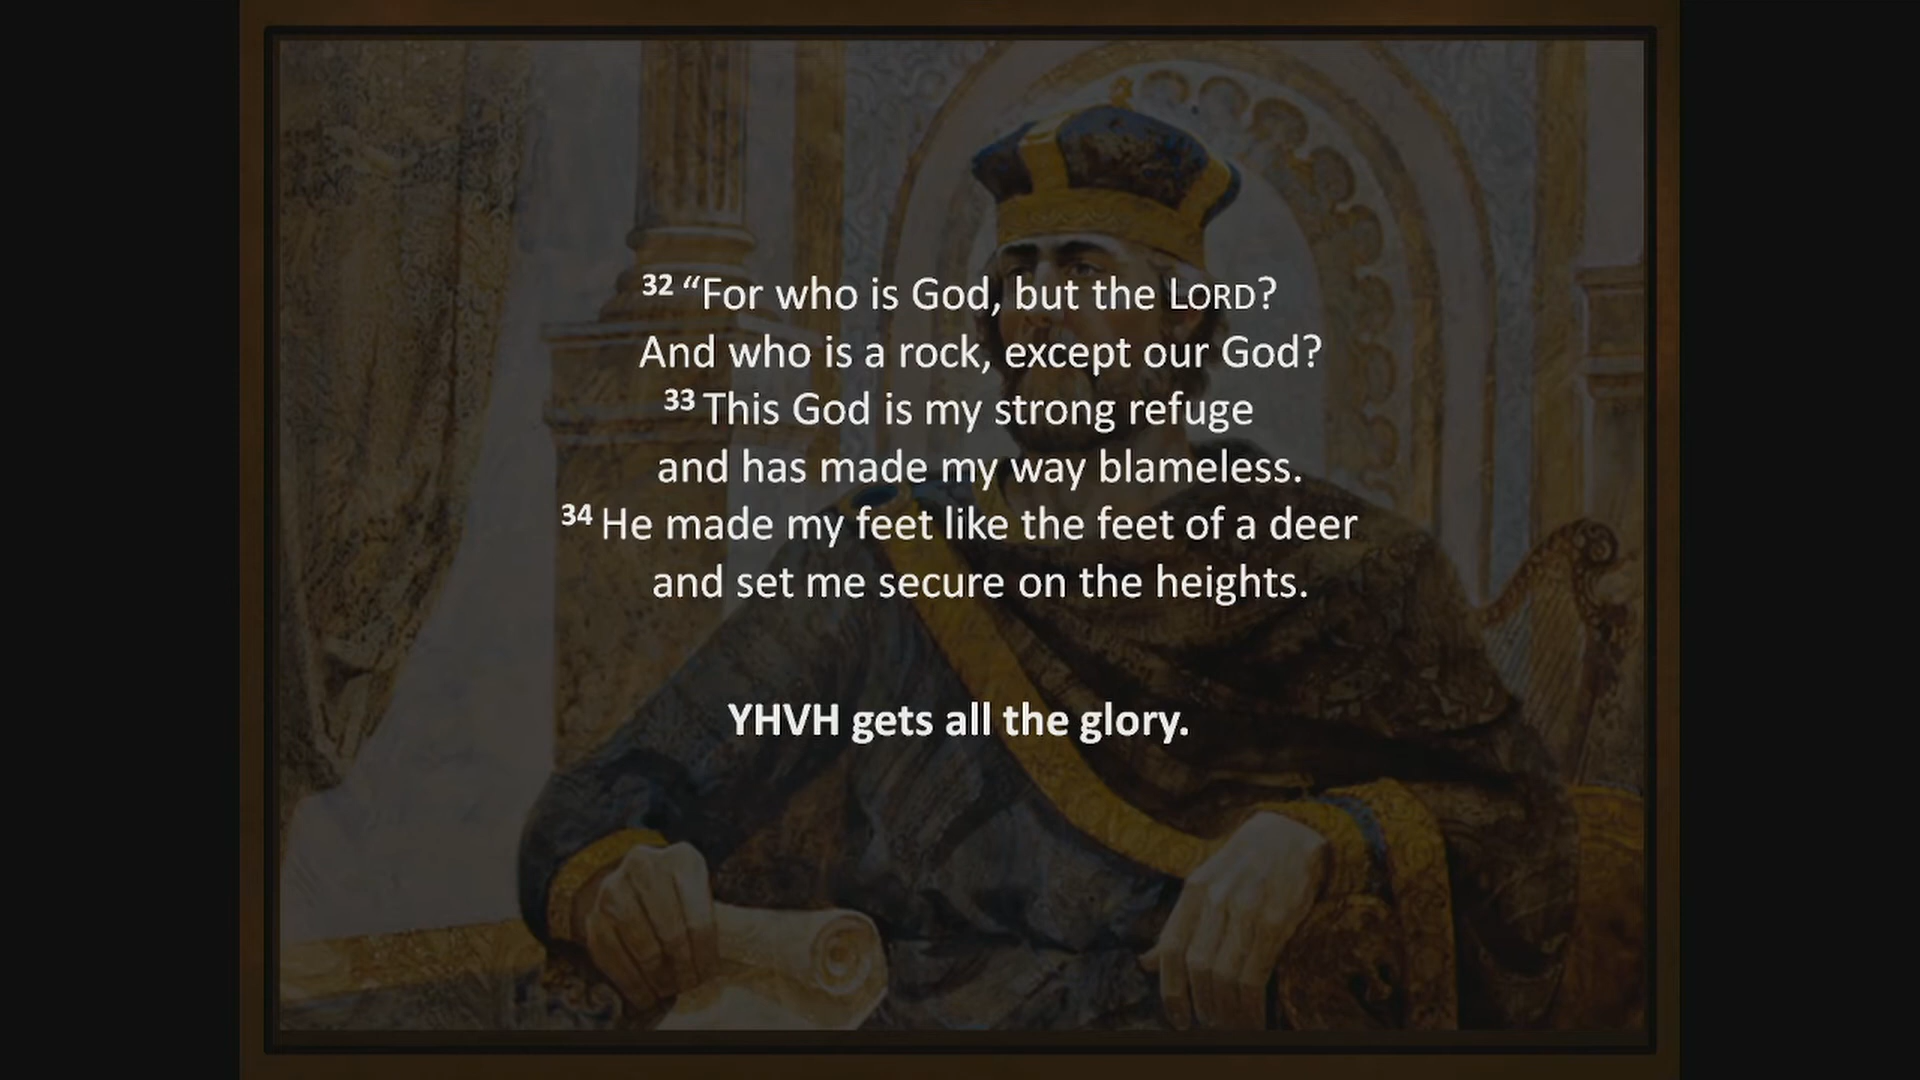 32 “For who is God, but the LORD?
And who is a rock, except our God?
33 This God is my strong refuge
and has made my way blameless.
34 He made my feet like the feet of a deer
and set me secure on the heights.
YHVH gets all the glory.